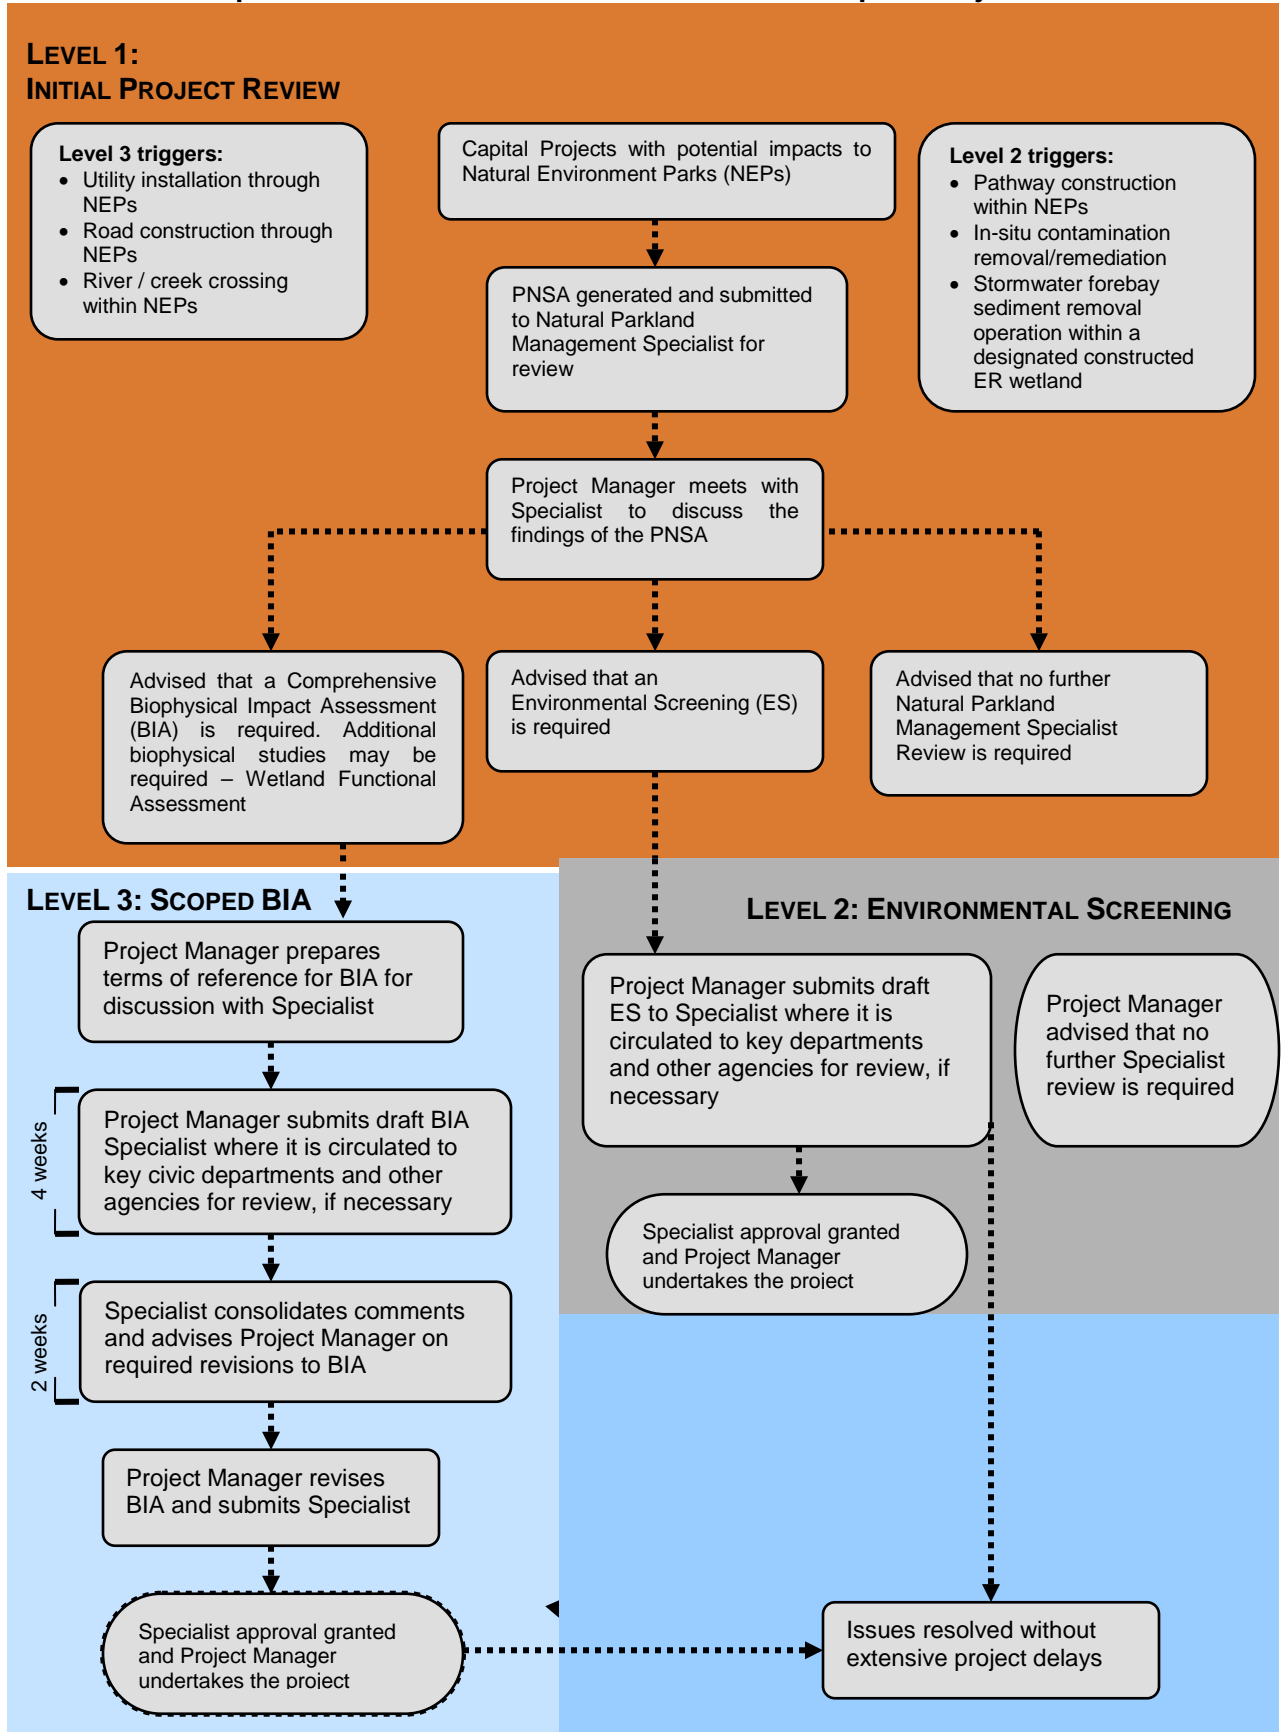 LEVEL 1:
INITIAL PROJECT REVIEW
Level 3 triggers:
• Utility installation through
NEPs
• Road construction through
NEPs
• River / creek crossing
within NEPs
Capital Projects with potential impacts to
Natural Environment Parks (NEPs)
Level 2 triggers:
• Pathway construction
within NEPs
• In-situ contamination
removal/remediation
• Stormwater forebay
sediment removal
operation within a
designated constructed
ER wetland
PNSA generated and submitted
to Natural Parkland
Management Specialist for
review
Project Manager meets with
Specialist to discuss the
findings of the PNSA
Advised that a Comprehensive
Biophysical Impact Assessment
(BIA) is required. Additional
biophysical studies may be
required – Wetland Functional
Assessment
Advised that an
Environmental Screening (ES)
is required
Advised that no further
Natural Parkland
Management Specialist
Review is required
LEVEL 3: SCOPED BIA
Project Manager prepares
terms of reference for BIA for
discussion with Specialist
4 weeks
Project Manager submits draft BIA
Specialist where it is circulated to
key civic departments and other
agencies for review, if necessary
2 weeks
Specialist consolidates comments
and advises Project Manager on
required revisions to BIA
Project Manager revises
BIA and submits Specialist
Specialist approval granted
and Project Manager
undertakes the project
LEVEL 2: ENVIRONMENTAL SCREENING
Project Manager submits draft
ES to Specialist where it is
circulated to key departments
and other agencies for review, if
necessary
Project Manager
advised that no
further Specialist
review is required
Specialist approval granted
and Project Manager
undertakes the project
Issues resolved without
extensive project delays